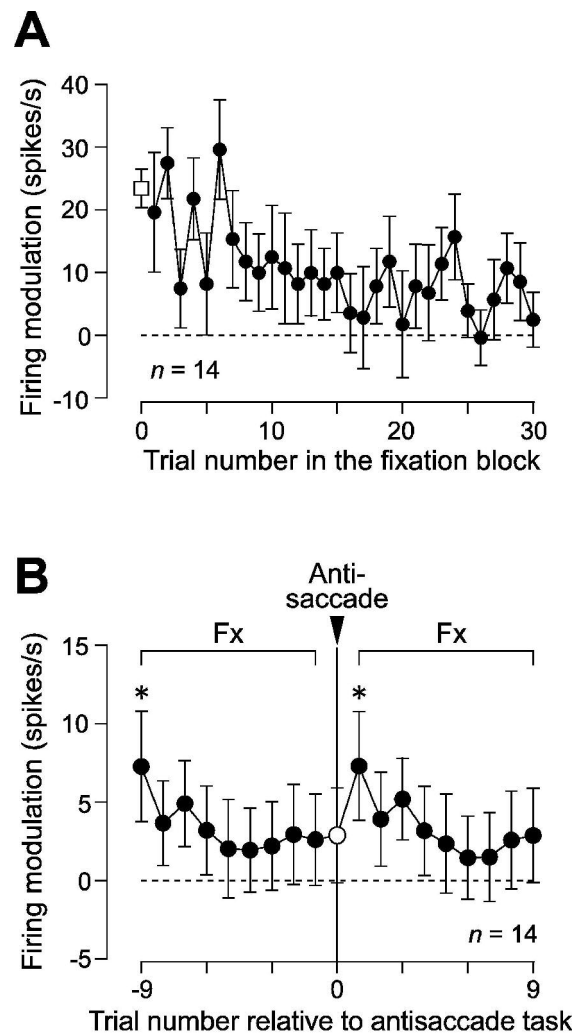 A
Firing modulation (spikes/s)
40
30
20
10
0
-10
n = 14
0
10
20
30
Trial number in the fixation block
B
Anti-
saccade
Fx
Fx
Firing modulation (spikes/s)
15
10
5
0
-5
*
*
n = 14
-9
0
9
Trial number relative to antisaccade task